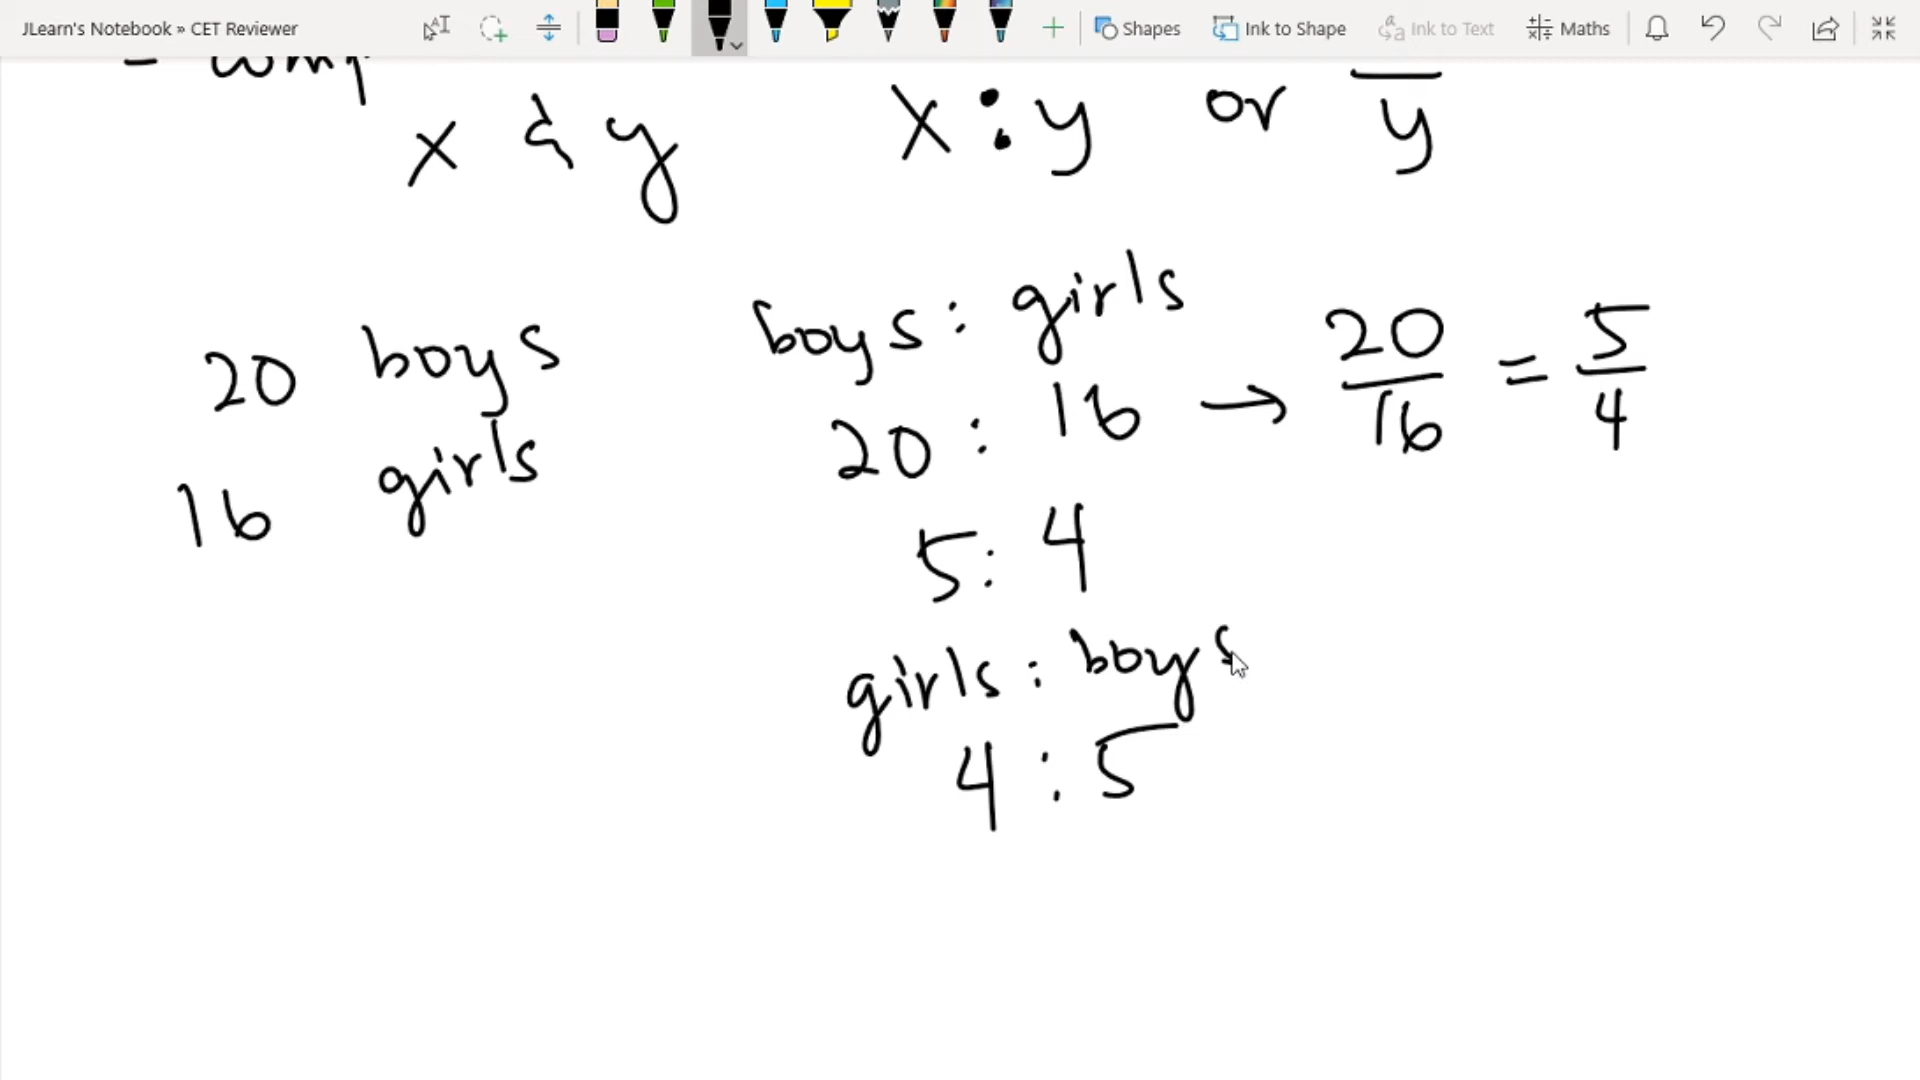 JLearn's Notebook » CET Reviewer
Shapes
Ink to Shape
Ink to Text
Maths
x & y
x : y or
y
20 boys
16 girls
boys : girls
20 : 16 → 20/16 = 5/4
5 : 4
girls : boys
4 : 5